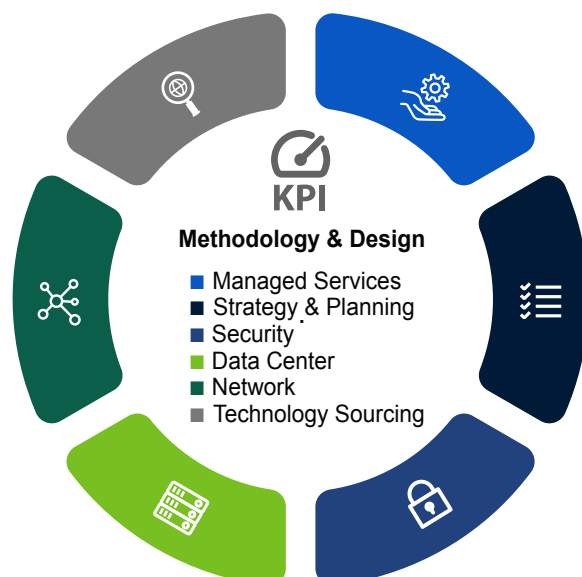 KPI
Methodology & Design
Managed Services
Strategy & Planning
Security
Data Center
Network
Technology Sourcing